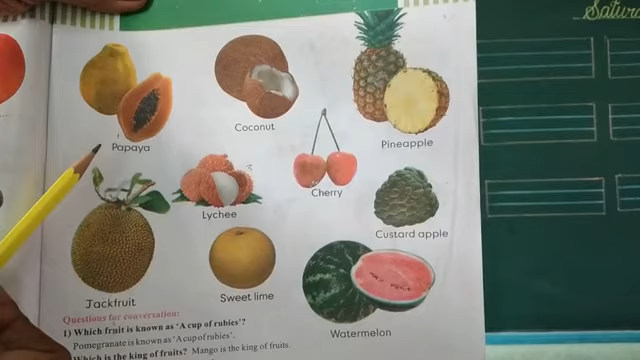 Satur
Coconut
Pineapple
Papaya
Cherry
Lychee
Custard apple
Jackfruit
Sweet lime
Watermelon
Questions for conversation:
1) Which fruit is known as 'A cup of rubies'?
Pomegranate is known as 'A cup of rubies'.
Which is the king of fruits? Mango is the king of fruits.